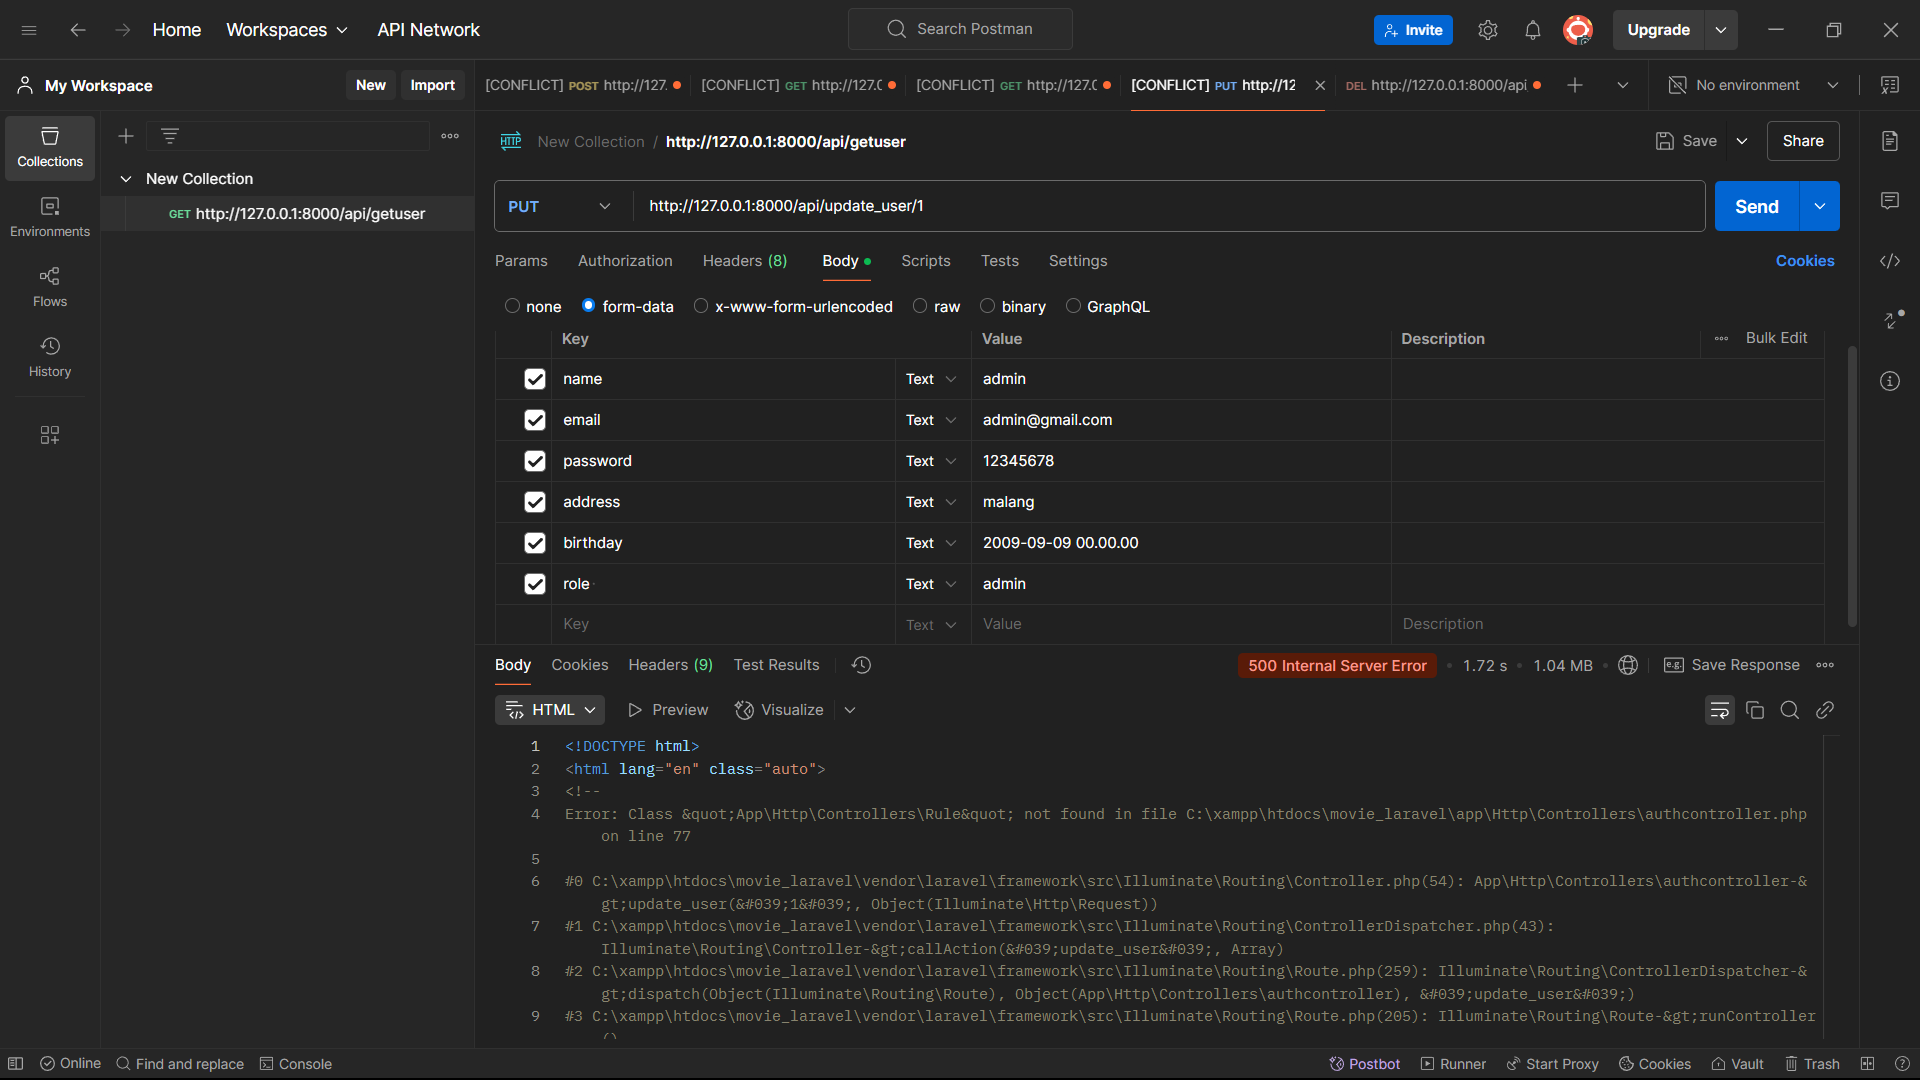 Home Workspaces API Network Search Postman Invite Upgrade
My Workspace New Import [CONFLICT] POST http://127. [CONFLICT] GET http://127.( [CONFLICT] GET http://127.( [CONFLICT] PUT http://12 DEL http://127.0.0.1:8000/api No environment
Collections
Environments
Flows
History
New Collection
GET http://127.0.0.1:8000/api/getuser
HTTP New Collection / http://127.0.0.1:8000/api/getuser Save Share
PUT http://127.0.0.1:8000/api/update_user/1 Send
Params Authorization Headers (8) Body Scripts Tests Settings Cookies
none form-data x-www-form-urlencoded raw binary GraphQL
Key Value Description Bulk Edit
name Text admin
email Text admin@gmail.com
password Text 12345678
address Text malang
birthday Text 2009-09-09 00.00.00
role Text admin
Key Text Value Description
Body Cookies Headers (9) Test Results 500 Internal Server Error 1.72 s 1.04 MB e.g. Save Response
HTML Preview Visualize
1 <!DOCTYPE html>
2 <html lang="en" class="auto">
3 <!--
4 Error: Class &quot;App\Http\Controllers\Rule&quot; not found in file C:\xampp\htdocs\movie_laravel\app\Http\Controllers\authcontroller.php
on line 77
5
6 #0 C:\xampp\htdocs\movie_laravel\vendor\laravel\framework\src\Illuminate\Routing\Controller.php(54): App\Http\Controllers\authcontroller-&
gt;update_user(&#039;1&#039;, Object(Illuminate\Http\Request))
7 #1 C:\xampp\htdocs\movie_laravel\vendor\laravel\framework\src\Illuminate\Routing\ControllerDispatcher.php(43):
Illuminate\Routing\Controller-&gt;callAction(&#039;update_user&#039;, Array)
8 #2 C:\xampp\htdocs\movie_laravel\vendor\laravel\framework\src\Illuminate\Routing\Route.php(259): Illuminate\Routing\ControllerDispatcher-&
gt;dispatch(Object(Illuminate\Routing\Route), Object(App\Http\Controllers\authcontroller), &#039;update_user&#039;)
9 #3 C:\xampp\htdocs\movie_laravel\vendor\laravel\framework\src\Illuminate\Routing\Route.php(205): Illuminate\Routing\Route-&gt;runController
()
Online Find and replace Console Postbot Runner Start Proxy Cookies Vault Trash